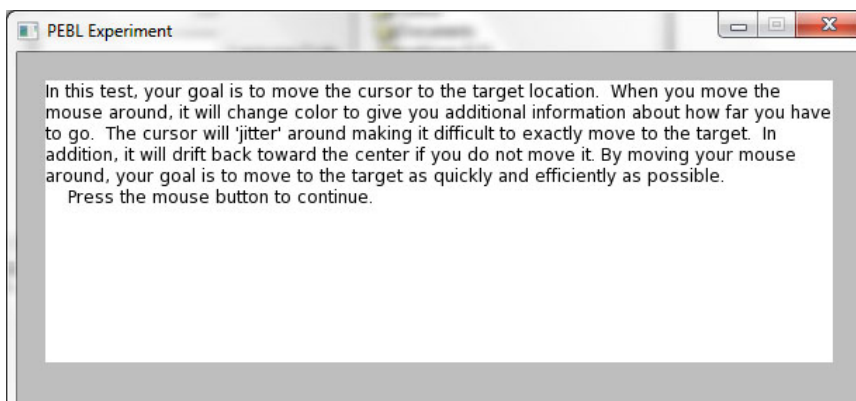 PEBL Experiment
In this test, your goal is to move the cursor to the target location.  When you move the
mouse around, it will change color to give you additional information about how far you have
to go.  The cursor will 'jitter' around making it difficult to exactly move to the target.  In
addition, it will drift back toward the center if you do not move it. By moving your mouse
around, your goal is to move to the target as quickly and efficiently as possible.
Press the mouse button to continue.